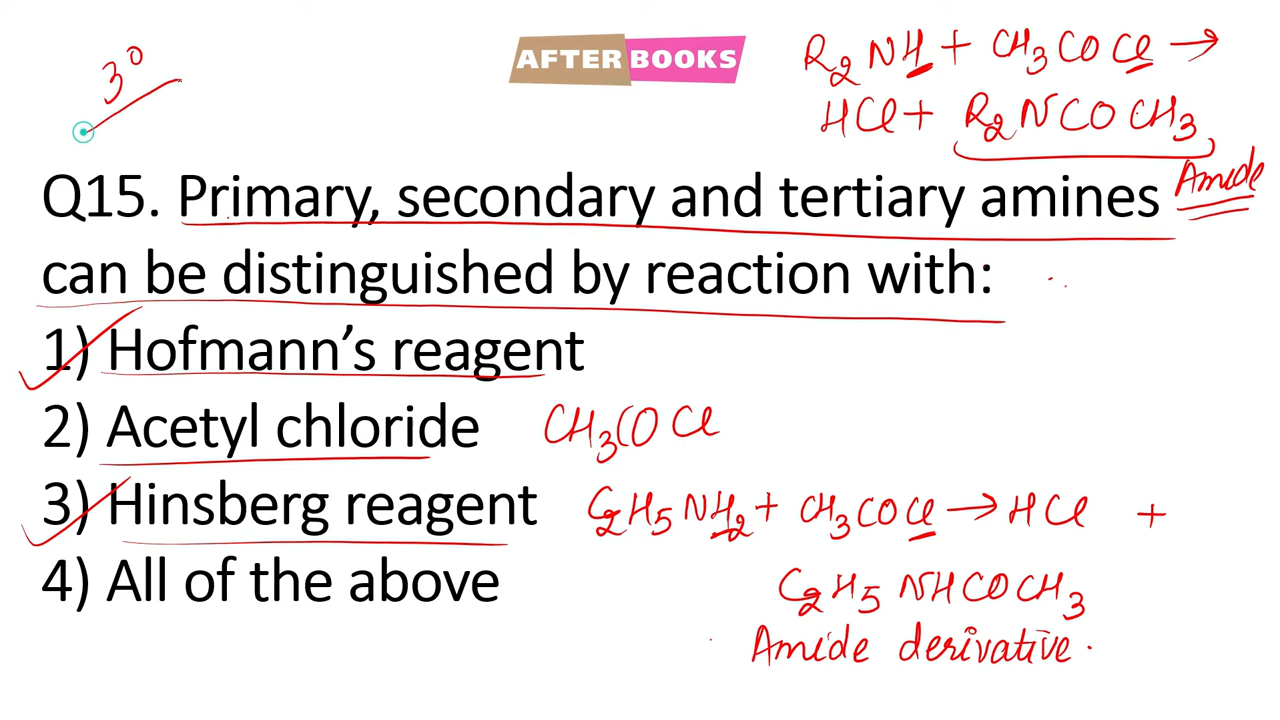 3°
AFTERBOOKS
R₂NH + CH₃COCl →
HCl + R₂NCOCH₃
Amide
Q15. Primary, secondary and tertiary amines
can be distinguished by reaction with:
1) Hofmann’s reagent
2) Acetyl chloride CH₃COCl
3) Hinsberg reagent C₂H₅NH₂ + CH₃COCl → HCl +
4) All of the above C₂H₅NHCOCH₃
Amide derivative.